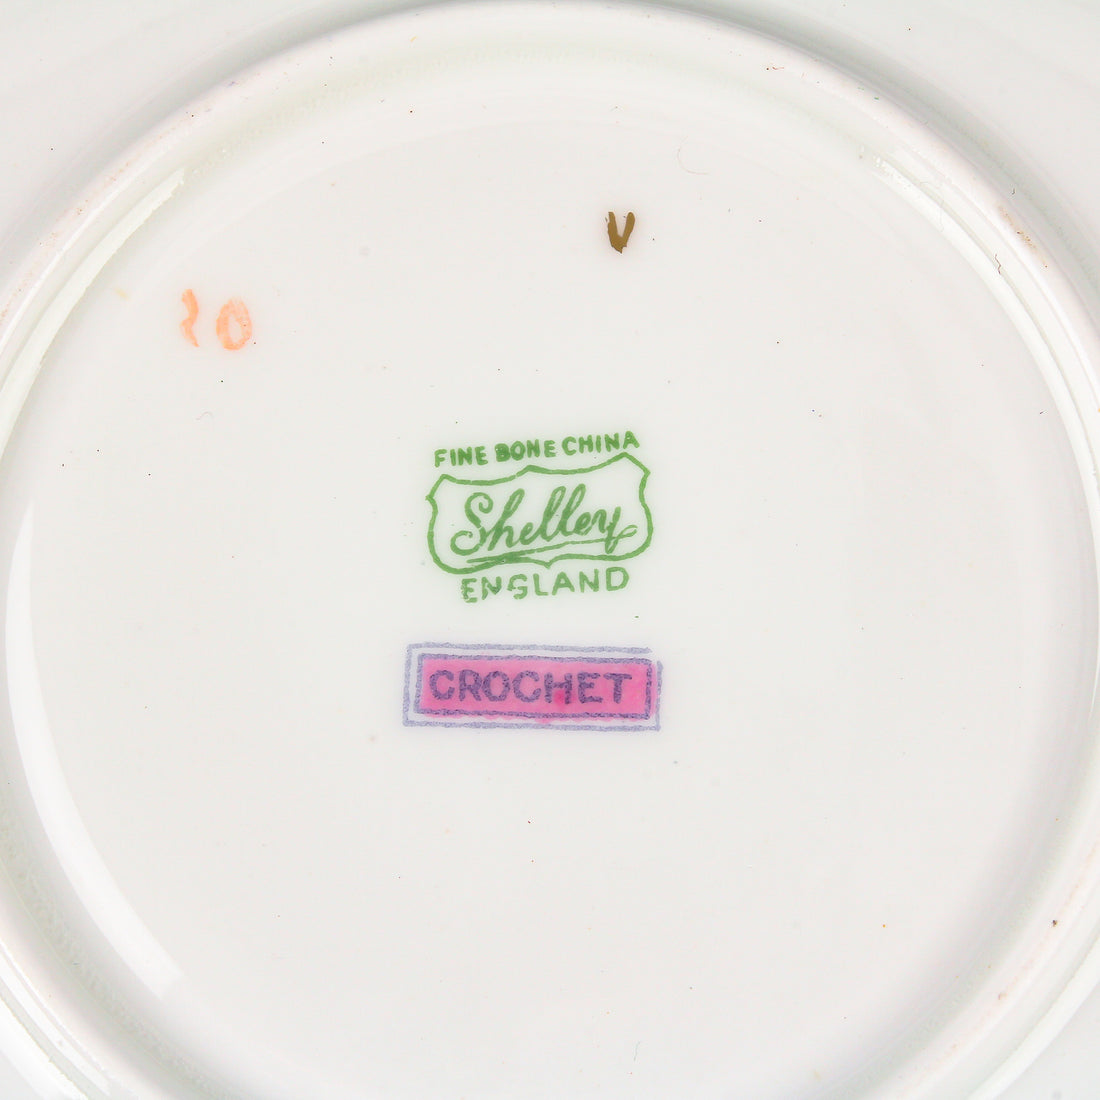 V
10
FINE BONE CHINA
Shelley
ENGLAND
CROCHET